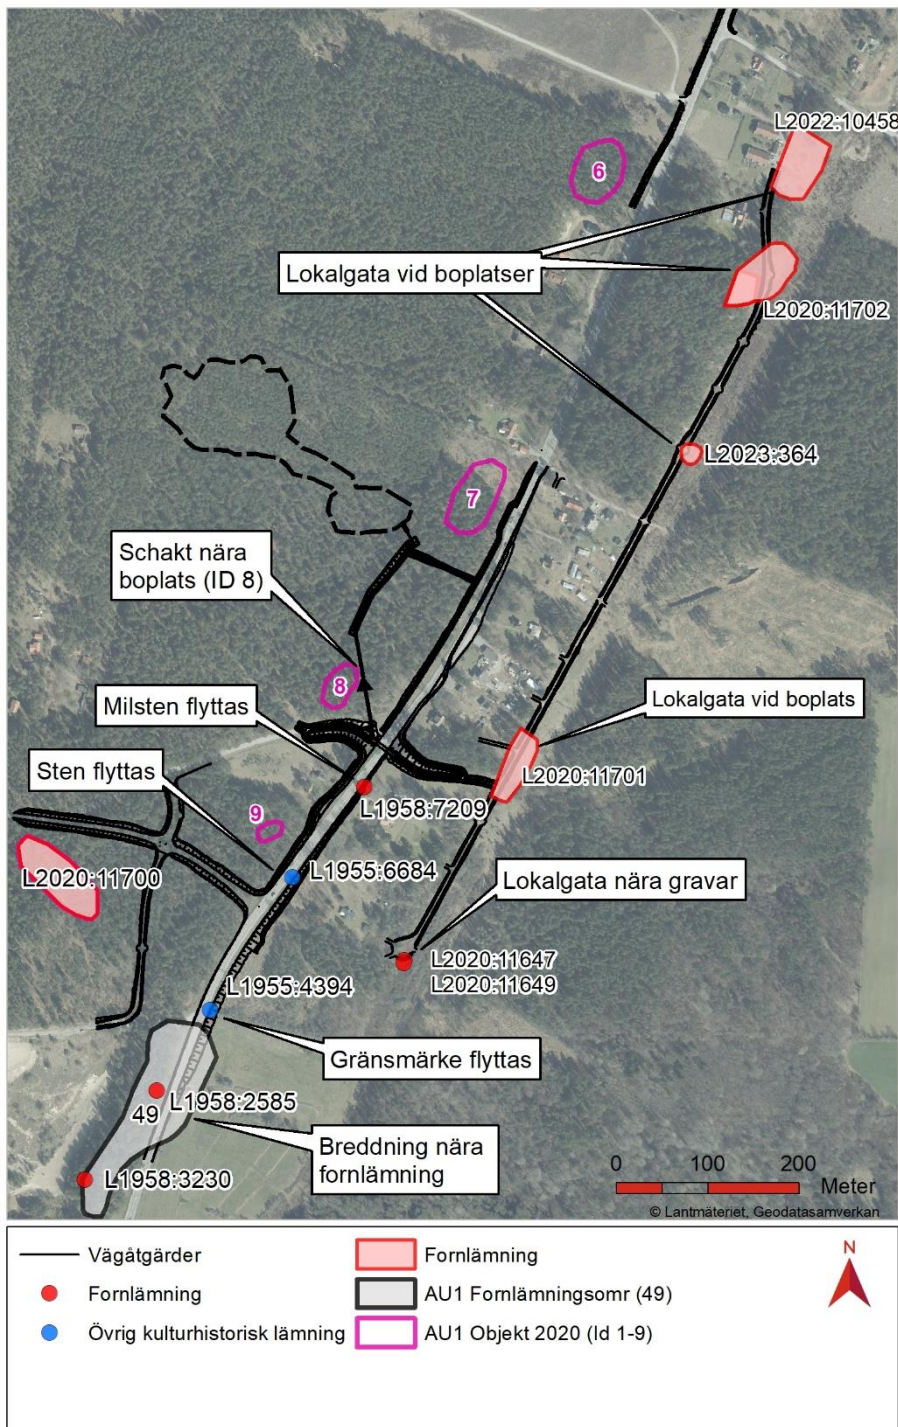 L2022:10458
6
Lokalgata vid boplatser
L2020:11702
L2023:364
7
Schakt nära
boplats (ID 8)
8
Milsten flyttas
Lokalgata vid boplats
Sten flyttas
L2020:11701
L1958:7209
9
L2020:11700
L1955:6684
Lokalgata nära gravar
L2020:11647
L2020:11649
L1955:4394
Gränsmärke flyttas
49
L1958:2585
Breddning nära
fornlämning
L1958:3230
0 100 200
Meter
© Lantmäteriet, Geodatasamverkan
Vägåtgärder
Fornlämning
Övrig kulturhistorisk lämning
Fornlämning
AU1 Fornlämningsomr (49)
AU1 Objekt 2020 (Id 1-9)
N